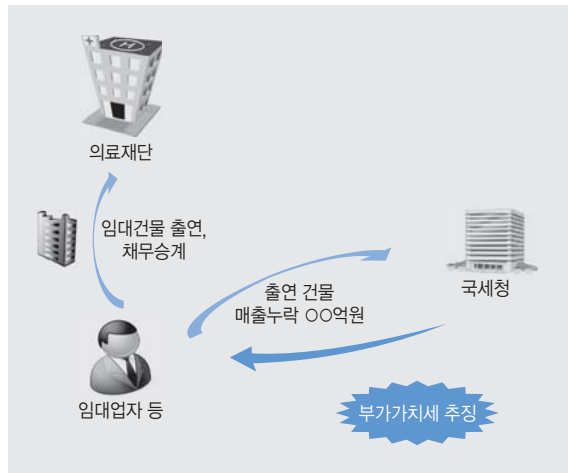 의료재단
임대건물 출연,
채무승계
출연 건물
매출누락 ○○억원
국세청
임대업자 등
부가가치세 추징